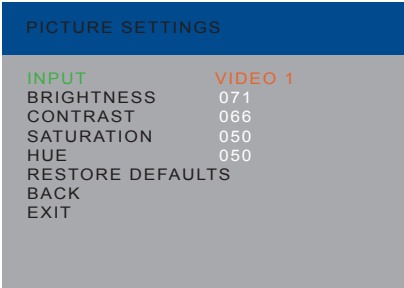 PICTURE SETTINGS
INPUT VIDEO 1
BRIGHTNESS 071
CONTRAST 066
SATURATION 050
HUE 050
RESTORE DEFAULTS
BACK
EXIT